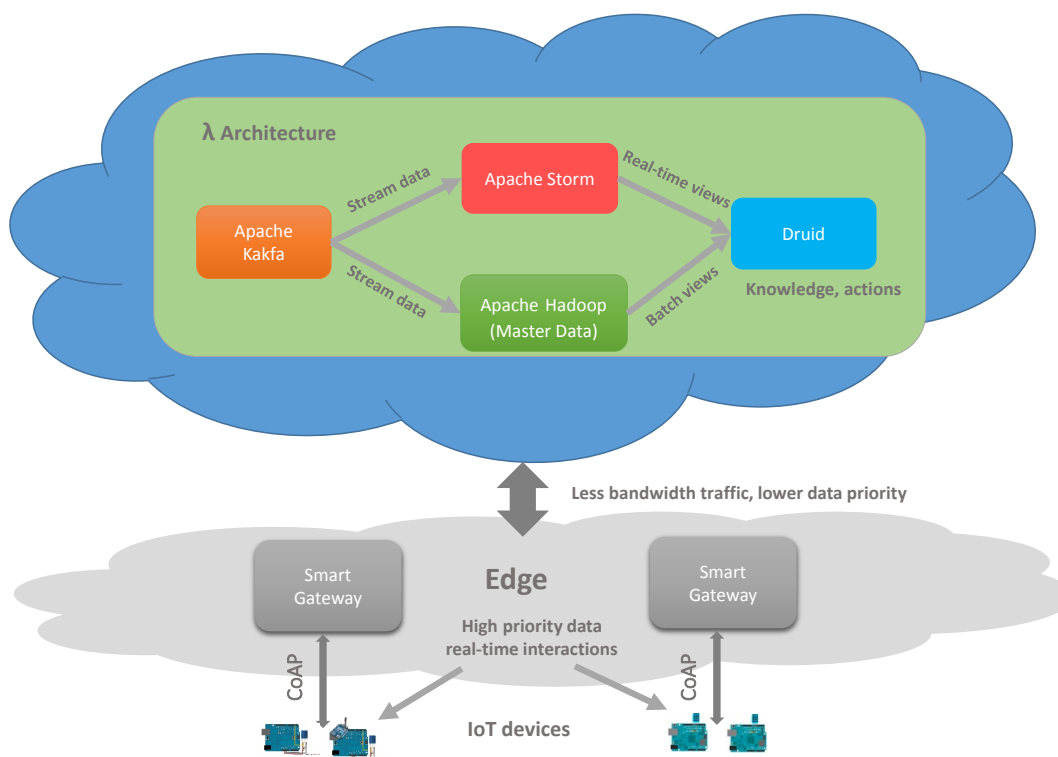 λ Architecture
Apache Storm
Stream data
Real-time views
Apache
Kakfa
Druid
Stream data
Apache Hadoop
(Master Data)
Batch views
Knowledge, actions
Less bandwidth traffic, lower data priority
Smart
Gateway
Edge
Smart
Gateway
High priority data
real-time interactions
CoAP
CoAP
IoT devices